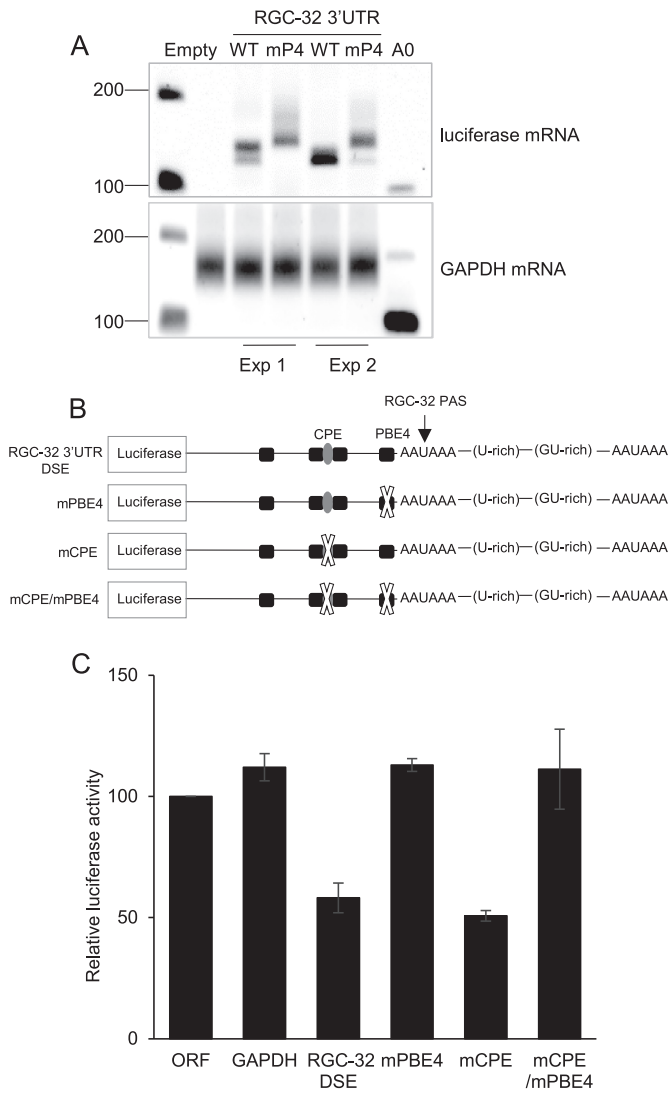 RGC-32 3'UTR
A
Empty WT mP4 WT mP4 A0
200
luciferase mRNA
100
200
GAPDH mRNA
100
Exp 1 Exp 2
B
RGC-32 PAS
CPE PBE4
RGC-32 3'UTR DSE
Luciferase AAUAAA (U-rich) (GU-rich) AAUAAA
mPBE4 Luciferase AAUAAA (U-rich) (GU-rich) AAUAAA
mCPE Luciferase AAUAAA (U-rich) (GU-rich) AAUAAA
mCPE/mPBE4 Luciferase AAUAAA (U-rich) (GU-rich) AAUAAA
C
150
100
50
0
Relative luciferase activity
ORF GAPDH RGC-32 mPBE4 mCPE mCPE
DSE /mPBE4